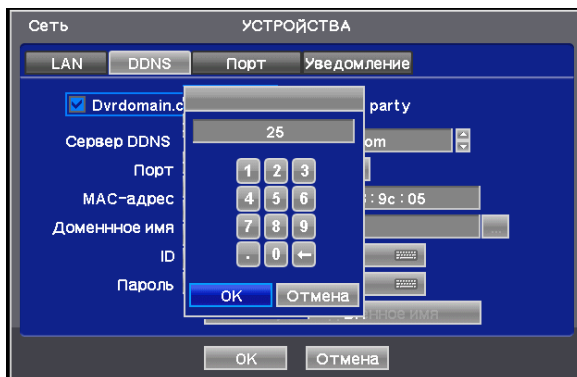 Сеть УСТРОЙСТВА
LAN DDNS Порт Уведомление
Dvrdomain.c party
25
Сервер DDNS om
Порт 1 2 3
MAC-адрес 4 5 6 : 9c : 05
Доменнное имя 7 8 9 ...
ID . 0 ←
Пароль
OK Отмена
имя
OK Отмена